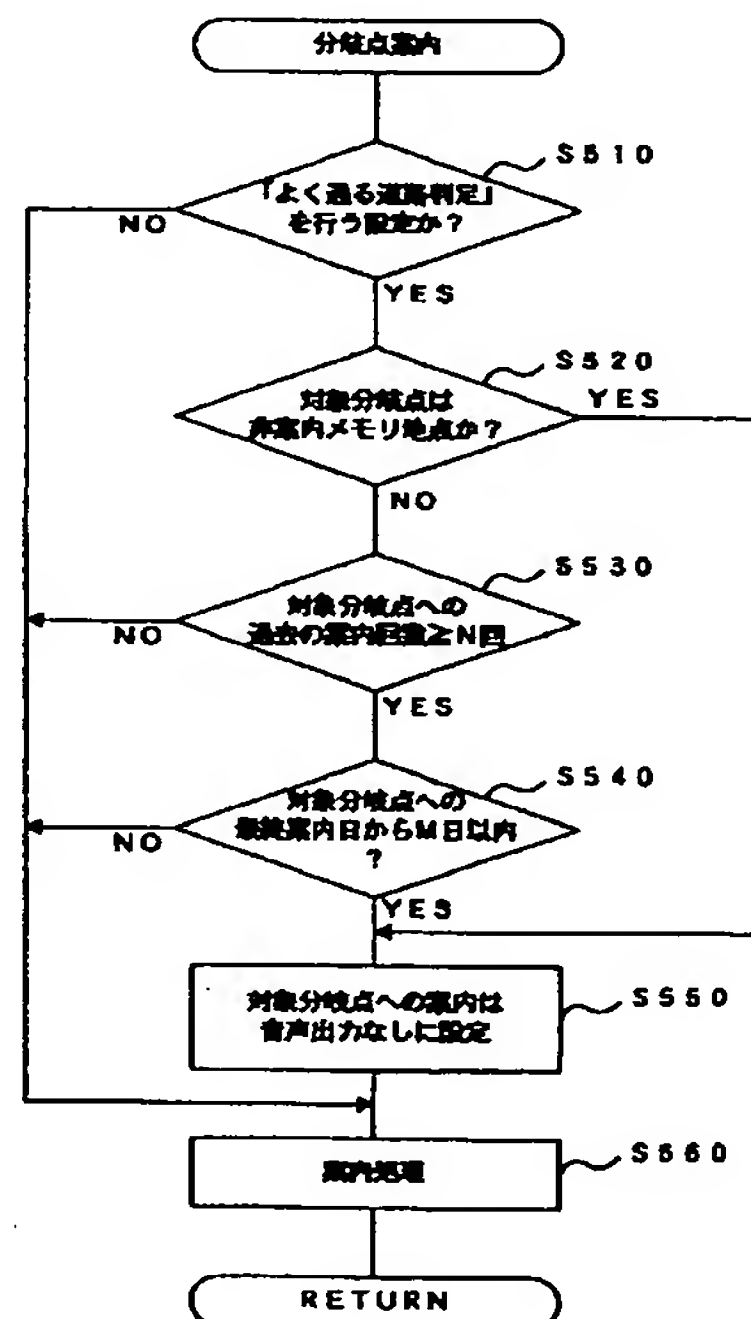 分岐点案内
S510
「よく通る道路判定」
を行う設定か？
NO
YES
S520
対象分岐点は
非案内メモリ地点か？
YES
NO
S530
対象分岐点への
過去の案内回数≧N回
NO
YES
S540
対象分岐点への
最終案内日からM日以内
？
NO
YES
対象分岐点への案内は
音声出力なしに設定
S550
案内処理
S560
RETURN